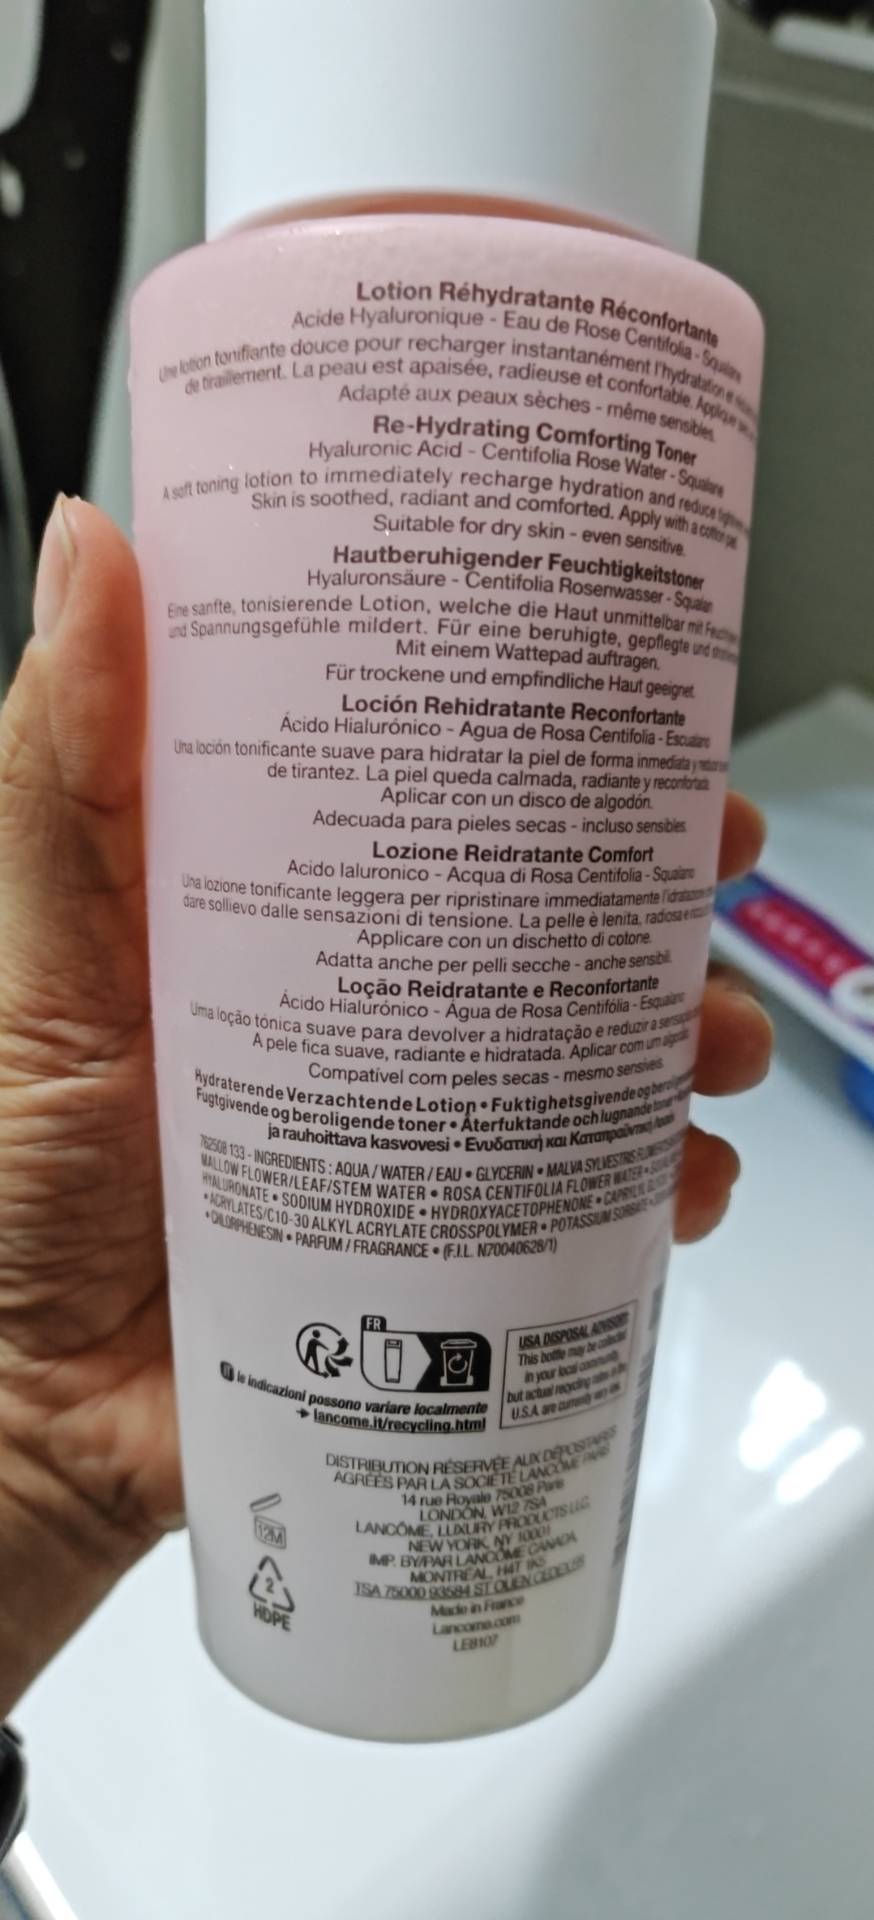 Lotion Réhydratante Réconfortante
Acide Hyaluronique - Eau de Rose Centifolia - Squalane
Une lotion tonifiante douce pour recharger instantanément l'hydratation et
de tiraillement. La peau est apaisée, radieuse et confortable.
Adapté aux peaux sèches - même sensibles.
Re-Hydrating Comforting Toner
Hyaluronic Acid - Centifolia Rose Water - Squalane
A soft toning lotion to immediately recharge hydration and reduce
Skin is soothed, radiant and comforted. Apply with a cotton pad.
Suitable for dry skin - even sensitive.
Hautberuhigender Feuchtigkeitstoner
Hyaluronsäure - Centifolia Rosenwasser - Squalan
Eine sanfte, tonisierende Lotion, welche die Haut unmittelbar mit
und Spannungsgefühle mildert. Für eine beruhigte, gepflegte und
Mit einem Wattepad auftragen.
Für trockene und empfindliche Haut geeignet.
Loción Rehidratante Reconfortante
Ácido Hialurónico - Agua de Rosa Centifolia - Escualano
Una loción tonificante suave para hidratar la piel de forma inmediata y
de tirantez. La piel queda calmada, radiante y reconfortada.
Aplicar con un disco de algodón.
Adecuada para pieles secas - incluso sensibles.
Lozione Reidratante Comfort
Acido Ialuronico - Acqua di Rosa Centifolia - Squalano
Una lozione tonificante leggera per ripristinare immediatamente l'idratazione
dare sollievo dalle sensazioni di tensione. La pelle è lenita, radiosa e
Applicare con un dischetto di cotone.
Adatta anche per pelli secche - anche sensibili.
Loção Reidratante e Reconfortante
Ácido Hialurónico - Água de Rosa Centifólia - Esqualano
Uma loção tónica suave para devolver a hidratação e reduzir a
A pele fica suave, radiante e hidratada. Aplicar com um algodão.
Compatível com peles secas - mesmo sensíveis.
Hydraterende Verzachtende Lotion • Fuktighetsgivende og
Fugtgivende og beroligende toner • Återfuktande och lugnande toner
ja rauhoittava kasvovesi • Ενυδατική και Καταπραϋντική
762508 133 - INGREDIENTS : AQUA / WATER / EAU • GLYCERIN • MALVA SYLVESTRIS
MALLOW FLOWER/LEAF/STEM WATER • ROSA CENTIFOLIA FLOWER WATER •
HYALURONATE • SODIUM HYDROXIDE • HYDROXYACETOPHENONE • CAPRYLYL
• ACRYLATES/C10-30 ALKYL ACRYLATE CROSSPOLYMER • POTASSIUM SORBATE
• CHLORPHENESIN • PARFUM / FRAGRANCE • (F.I.L. N70040628/1)
FR
IT le indicazioni possono variare localmente
lancome.it/recycling.html
USA DISPOSAL ADVISORY:
This bottle may be collected
in your local community,
but actual recycling rates in the
U.S.A. are currently very low.
DISTRIBUTION RÉSERVÉE AUX DÉPOSITAIRES
AGRÉÉS PAR LA SOCIÉTÉ LANCÔME PARIS
14 rue Royale 75008 Paris
LONDON, W12 7SA
LANCÔME, LUXURY PRODUCTS LLC.
NEW YORK, NY 10001
IMP. BY/PAR LANCÔME CANADA
MONTRÉAL, H4T 1K5
TSA 75000 93584 ST OUEN CEDEX
Made in France
Lancome.com
LE8107
12M
2
HDPE